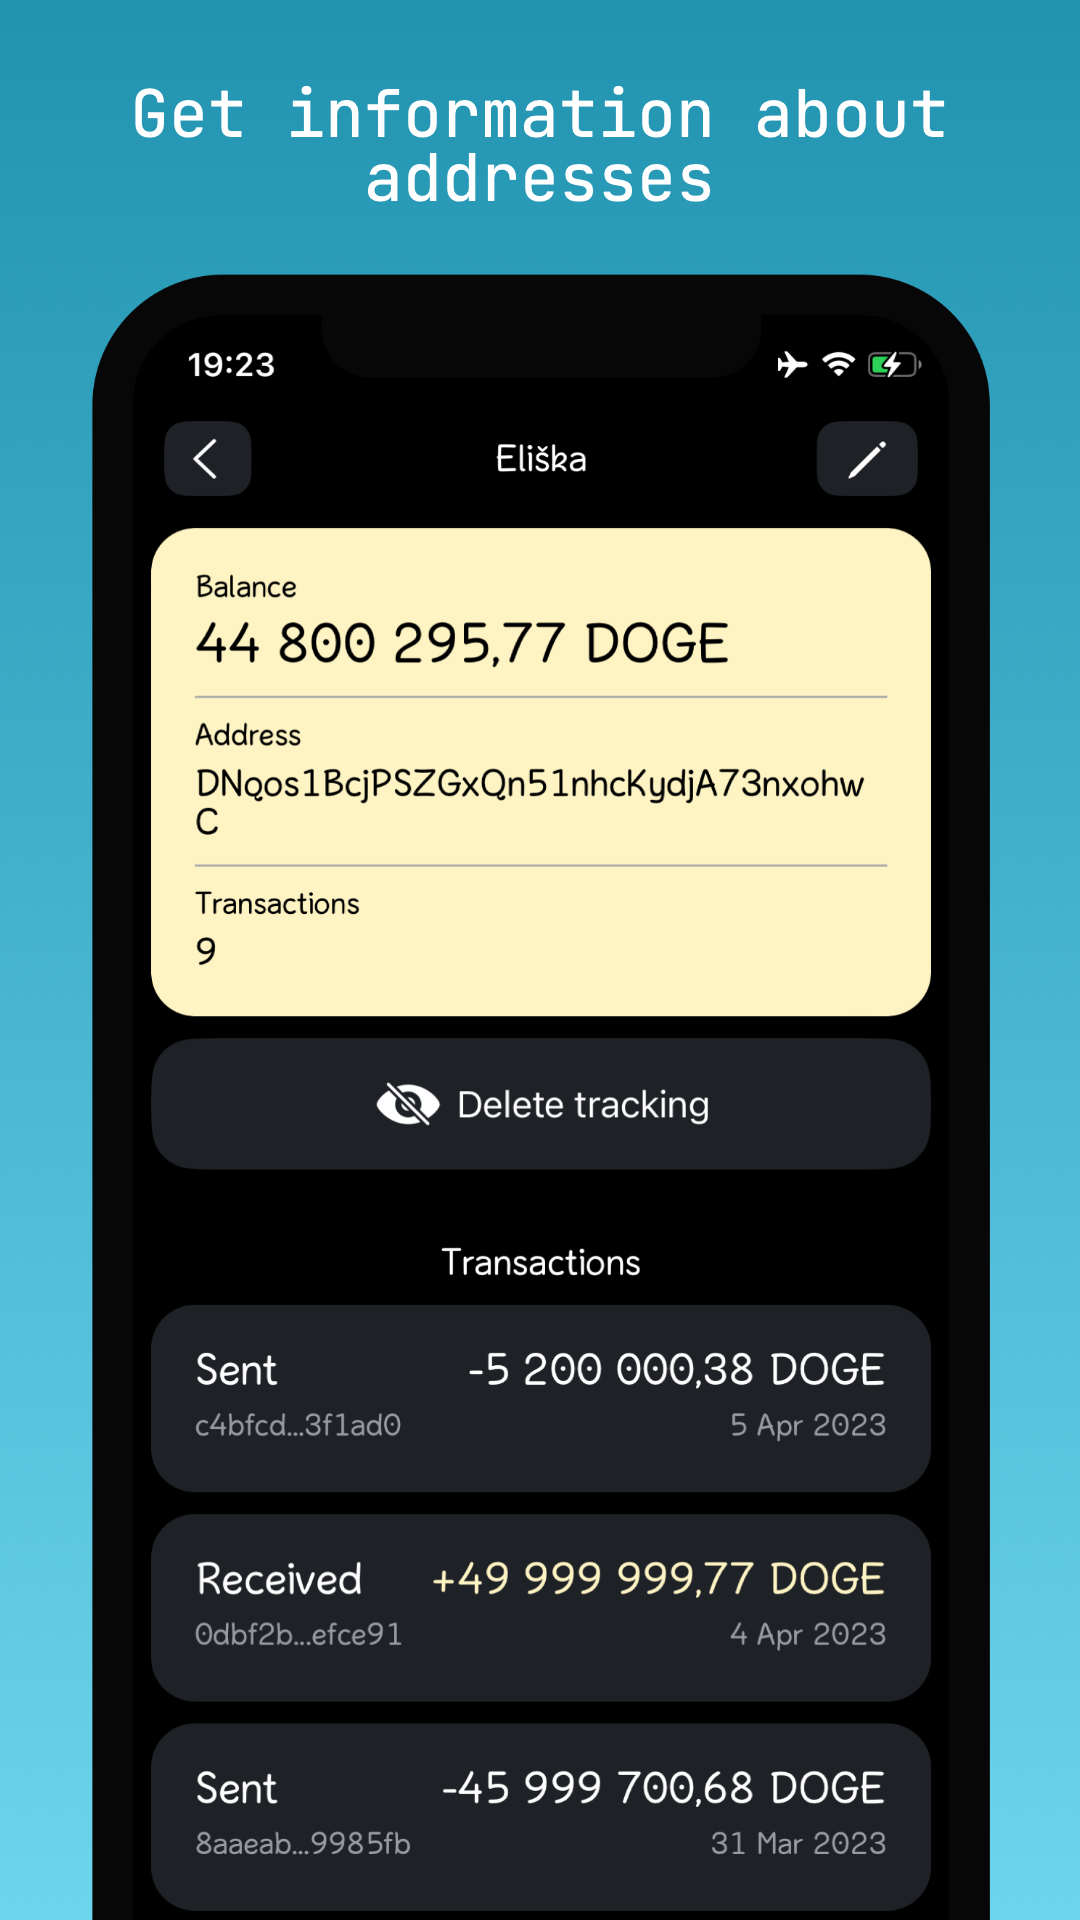 Get information about
addresses
19:23
Eliška
Balance
44 800 295,77 DOGE
Address
DNqos1BcjPSZGxQn51nhcKydjA73nxohw
C
Transactions
9
Delete tracking
Transactions
Sent -5 200 000,38 DOGE
c4bfcd...3f1ad0 5 Apr 2023
Received +49 999 999,77 DOGE
0dbf2b...efce91 4 Apr 2023
Sent -45 999 700,68 DOGE
8aaeab...9985fb 31 Mar 2023